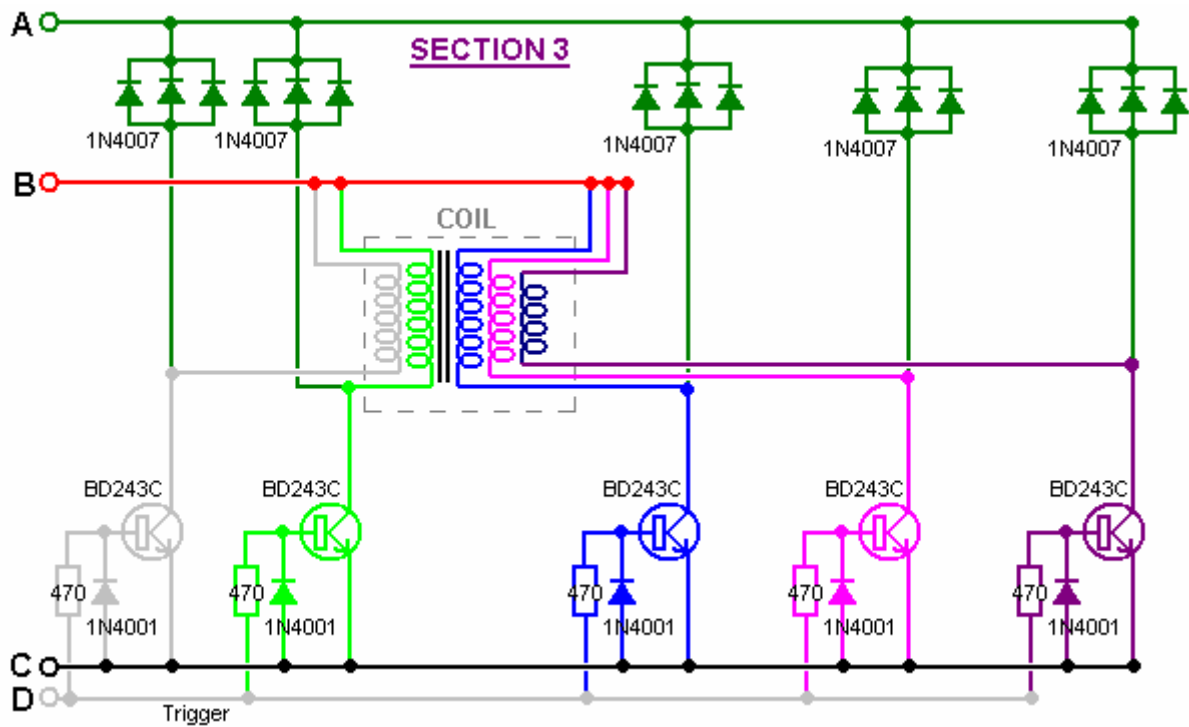 A
SECTION 3
1N4007 1N4007 1N4007 1N4007 1N4007
B
COIL
BD243C BD243C BD243C BD243C BD243C
470 470 470 470 470
1N4001 1N4001 1N4001 1N4001 1N4001
C
D
Trigger